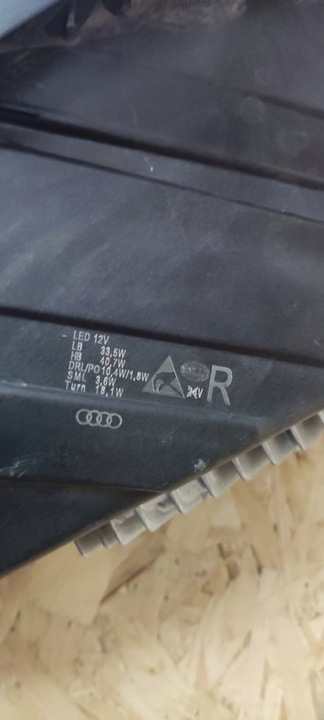 LED 12V
LB 33,5W
HB 40,7W
DRL/PO 10,4W/1,8W
SML 3,6W
Turn 19,1W
R